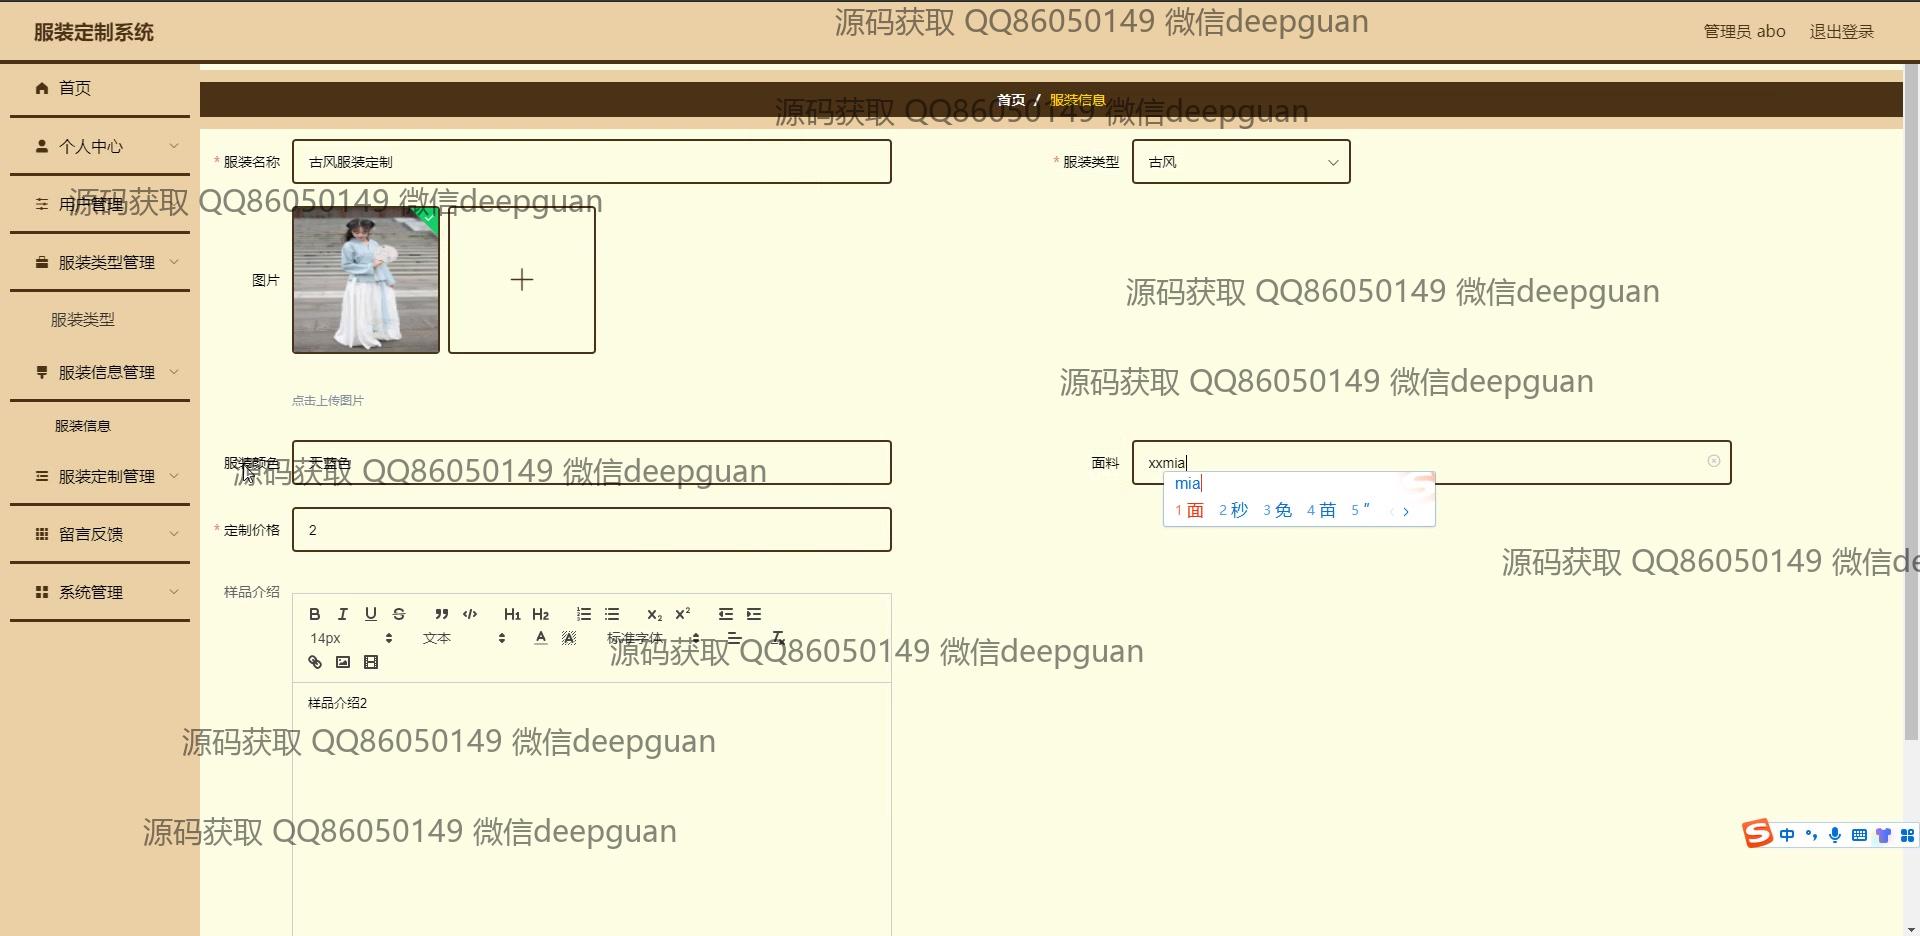 服装定制系统
源码获取 QQ86050149 微信deepguan
管理员 abo
退出登录
首页
首页 / 服装信息
源码获取 QQ86050149 微信deepguan
个人中心
* 服装名称
古风服装定制
* 服装类型
古风
用户管理
源码获取 QQ86050149 微信deepguan
服装类型管理
图片
源码获取 QQ86050149 微信deepguan
服装类型
服装信息管理
源码获取 QQ86050149 微信deepguan
点击上传图片
服装信息
服装颜色
天蓝色
源码获取 QQ86050149 微信deepguan
面料
xxmia
服装定制管理
mia
1 面 2 秒 3 免 4 苗 5 ″
* 定制价格
2
留言反馈
源码获取 QQ86050149 微信de
系统管理
样品介绍
B I U S ” </> H1 H2 X2 X2
14px 文本 A A 标准字体
源码获取 QQ86050149 微信deepguan
样品介绍2
源码获取 QQ86050149 微信deepguan
源码获取 QQ86050149 微信deepguan
中